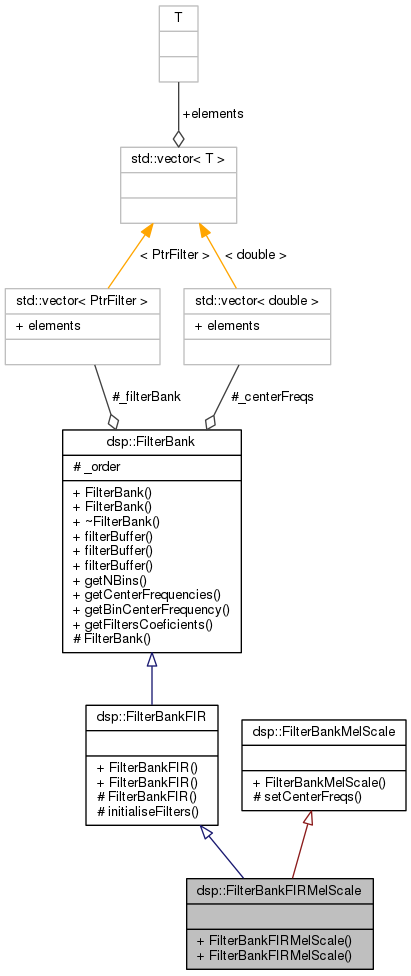 T
+elements
std::vector< T >
< PtrFilter >
< double >
std::vector< PtrFilter >
+ elements
std::vector< double >
+ elements
#_filterBank
#_centerFreqs
dsp::FilterBank
# _order
+ FilterBank()
+ FilterBank()
+ ~FilterBank()
+ filterBuffer()
+ filterBuffer()
+ filterBuffer()
+ getNBins()
+ getCenterFrequencies()
+ getBinCenterFrequency()
+ getFiltersCoeficients()
# FilterBank()
dsp::FilterBankFIR
+ FilterBankFIR()
+ FilterBankFIR()
# FilterBankFIR()
# initialiseFilters()
dsp::FilterBankMelScale
+ FilterBankMelScale()
# setCenterFreqs()
dsp::FilterBankFIRMelScale
+ FilterBankFIRMelScale()
+ FilterBankFIRMelScale()